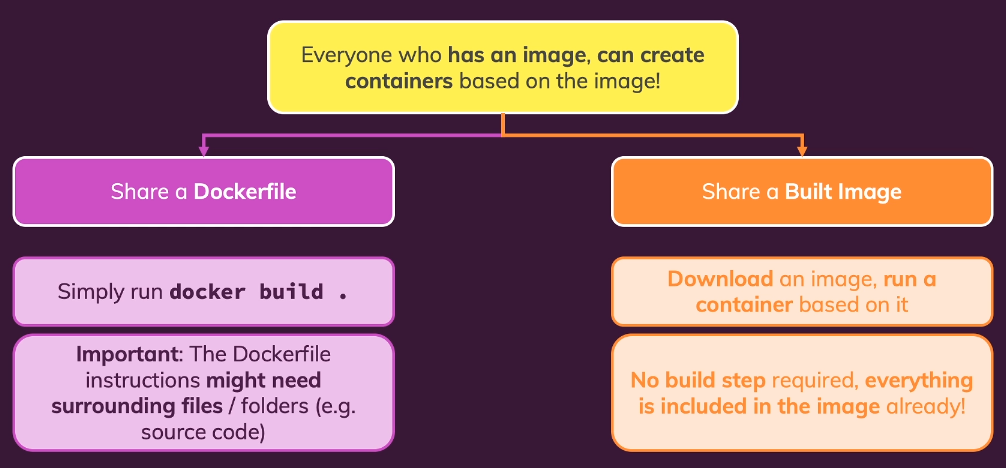 Everyone who has an image, can create
containers based on the image!
Share a Dockerfile
Share a Built Image
Simply run docker build .
Download an image, run a
container based on it
Important: The Dockerfile
instructions might need
surrounding files / folders (e.g.
source code)
No build step required, everything
is included in the image already!